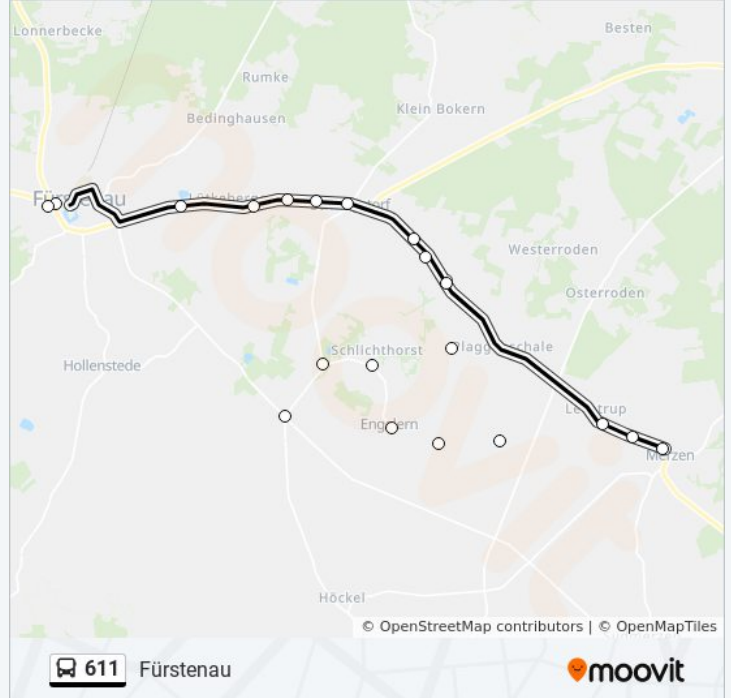 Lonnerbecke
Besten
Rumke
Klein Bokern
Bedinghausen
Fürstenau
Westerroden
Osterroden
Schlichthorst
Hollenstede
Engelern
Merzen
Höckel
© OpenStreetMap contributors | © OpenMapTiles
611 Fürstenau
moovit